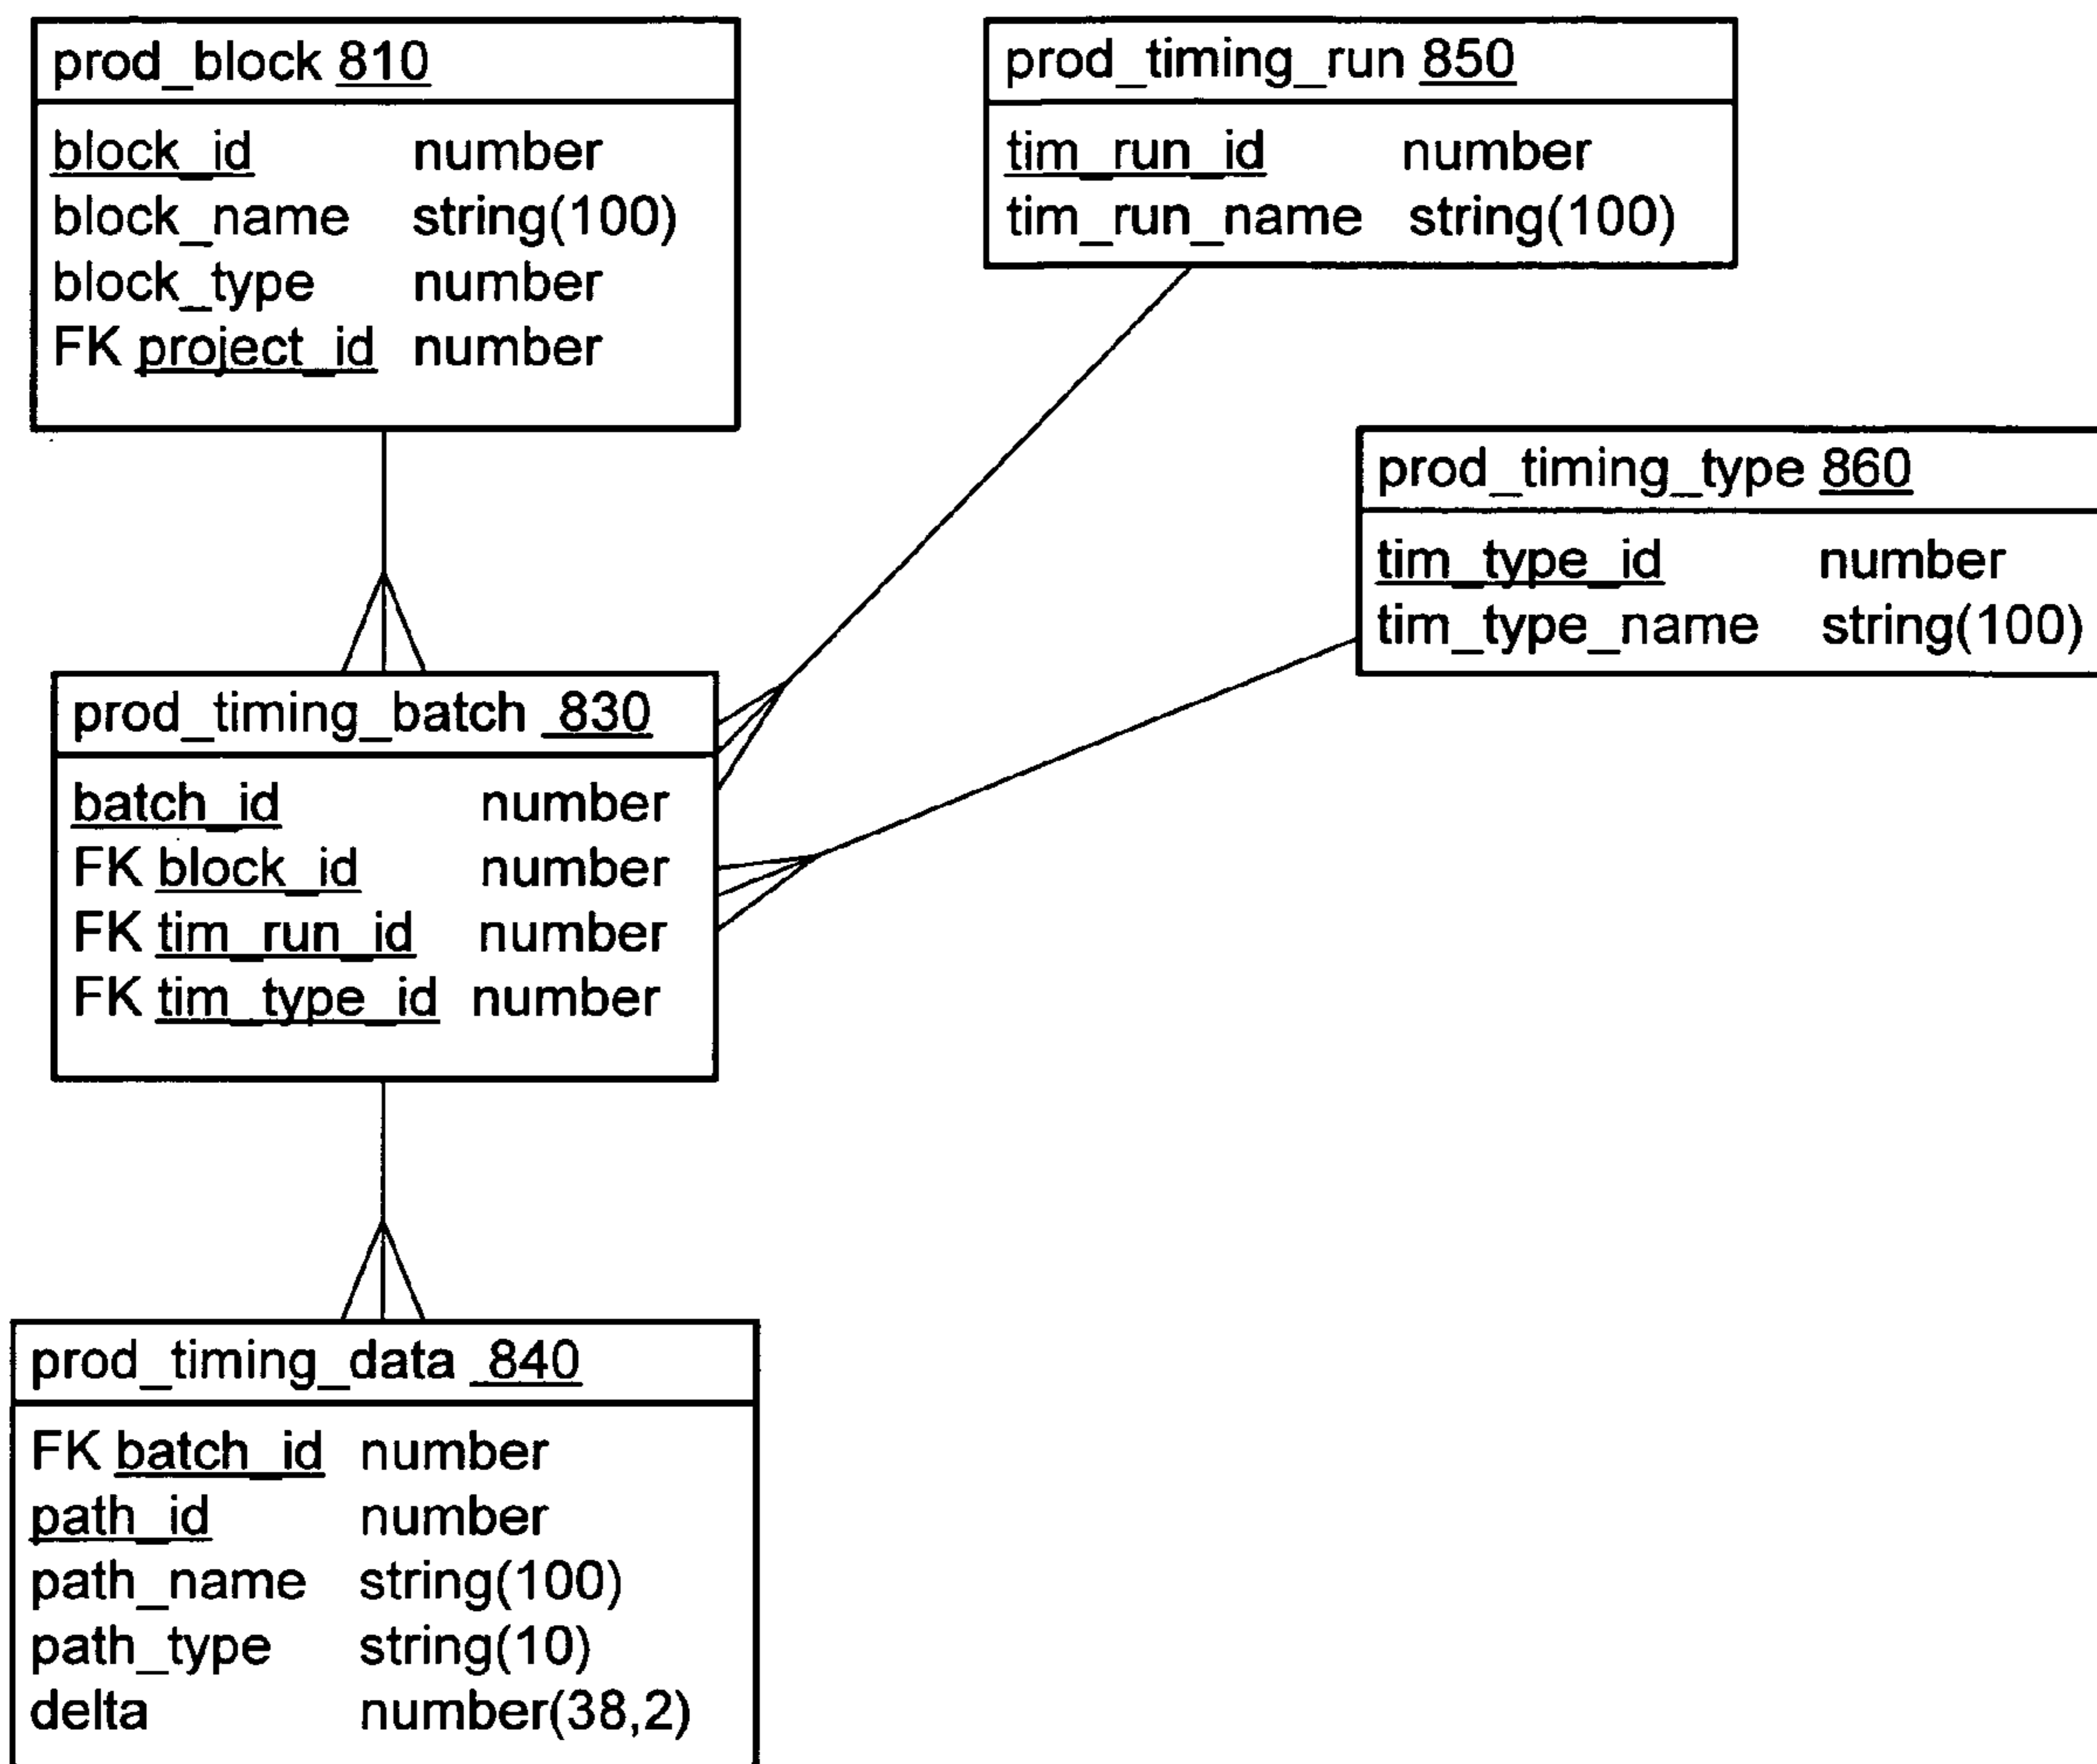 prod_block 810
block_id number
block_name string(100)
block_type number
FK project_id number
prod_timing_run 850
tim_run_id number
tim_run_name string(100)
prod_timing_type 860
tim_type_id number
tim_type_name string(100)
prod_timing_batch 830
batch_id number
FK block_id number
FK tim_run_id number
FK tim_type_id number
prod_timing_data 840
FK batch_id number
path_id number
path_name string(100)
path_type string(10)
delta number(38,2)